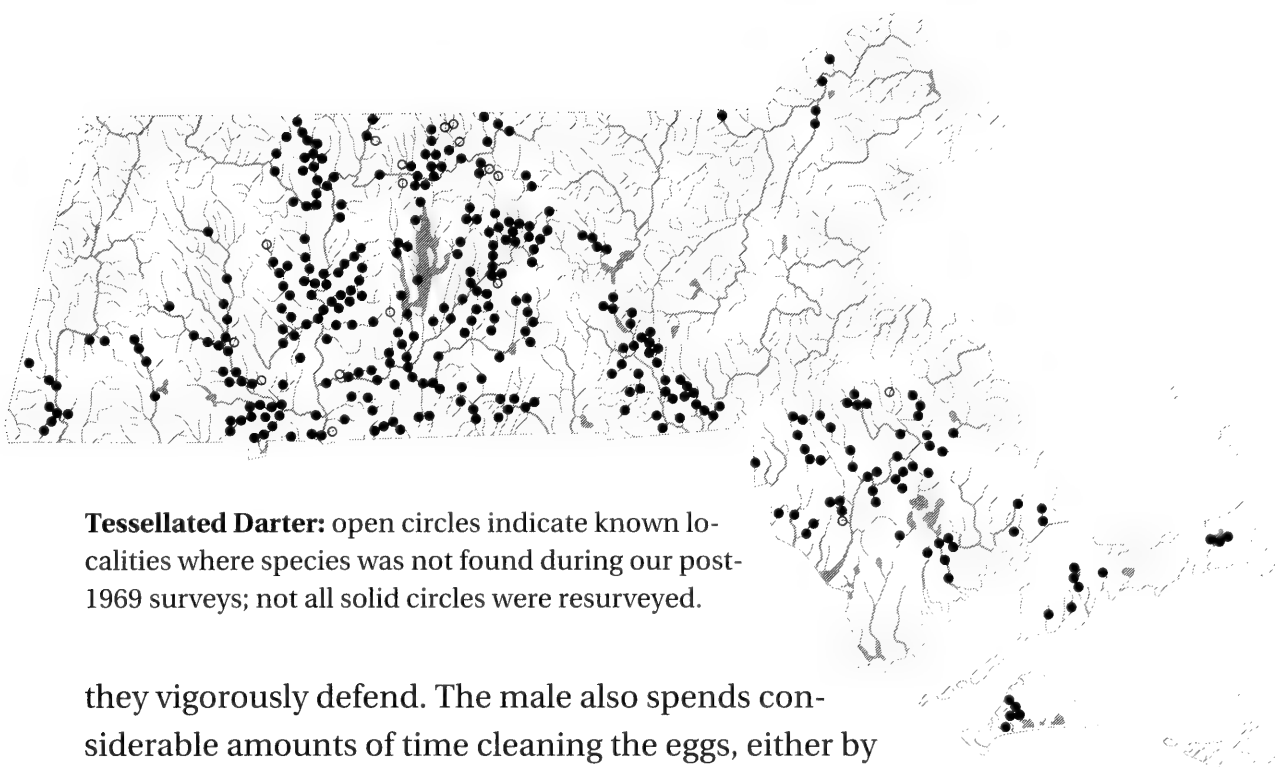 Tessellated Darter: open circles indicate known lo-
calities where species was not found during our post-
1969 surveys; not all solid circles were resurveyed.
they vigorously defend. The male also spends con-
siderable amounts of time cleaning the eggs, either by